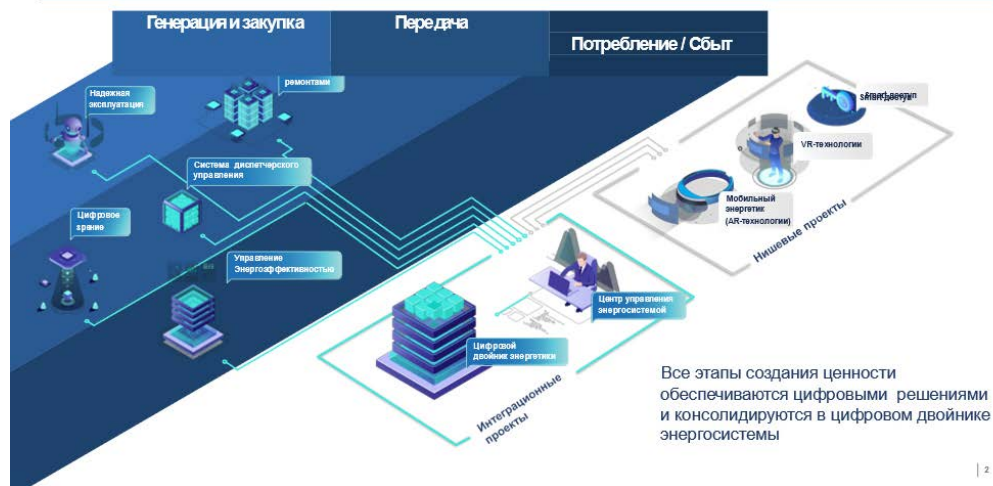 Генерация и закупка
Передача
Потребление / Сбыт
Надежная
эксплуатация
ремонтами
Smart-доступ
VR-технологии
Система диспетчерского
управления
Мобильный
энергетик
(AR-технологии)
Цифровое
зрение
Управление
Энергоэффективностью
Нишевые проекты
Центр управления
энергосистемой
Цифровой
двойник энергетики
Интеграционные
проекты
Все этапы создания ценности
обеспечиваются цифровыми решениями
и консолидируются в цифровом двойнике
энергосистемы
2